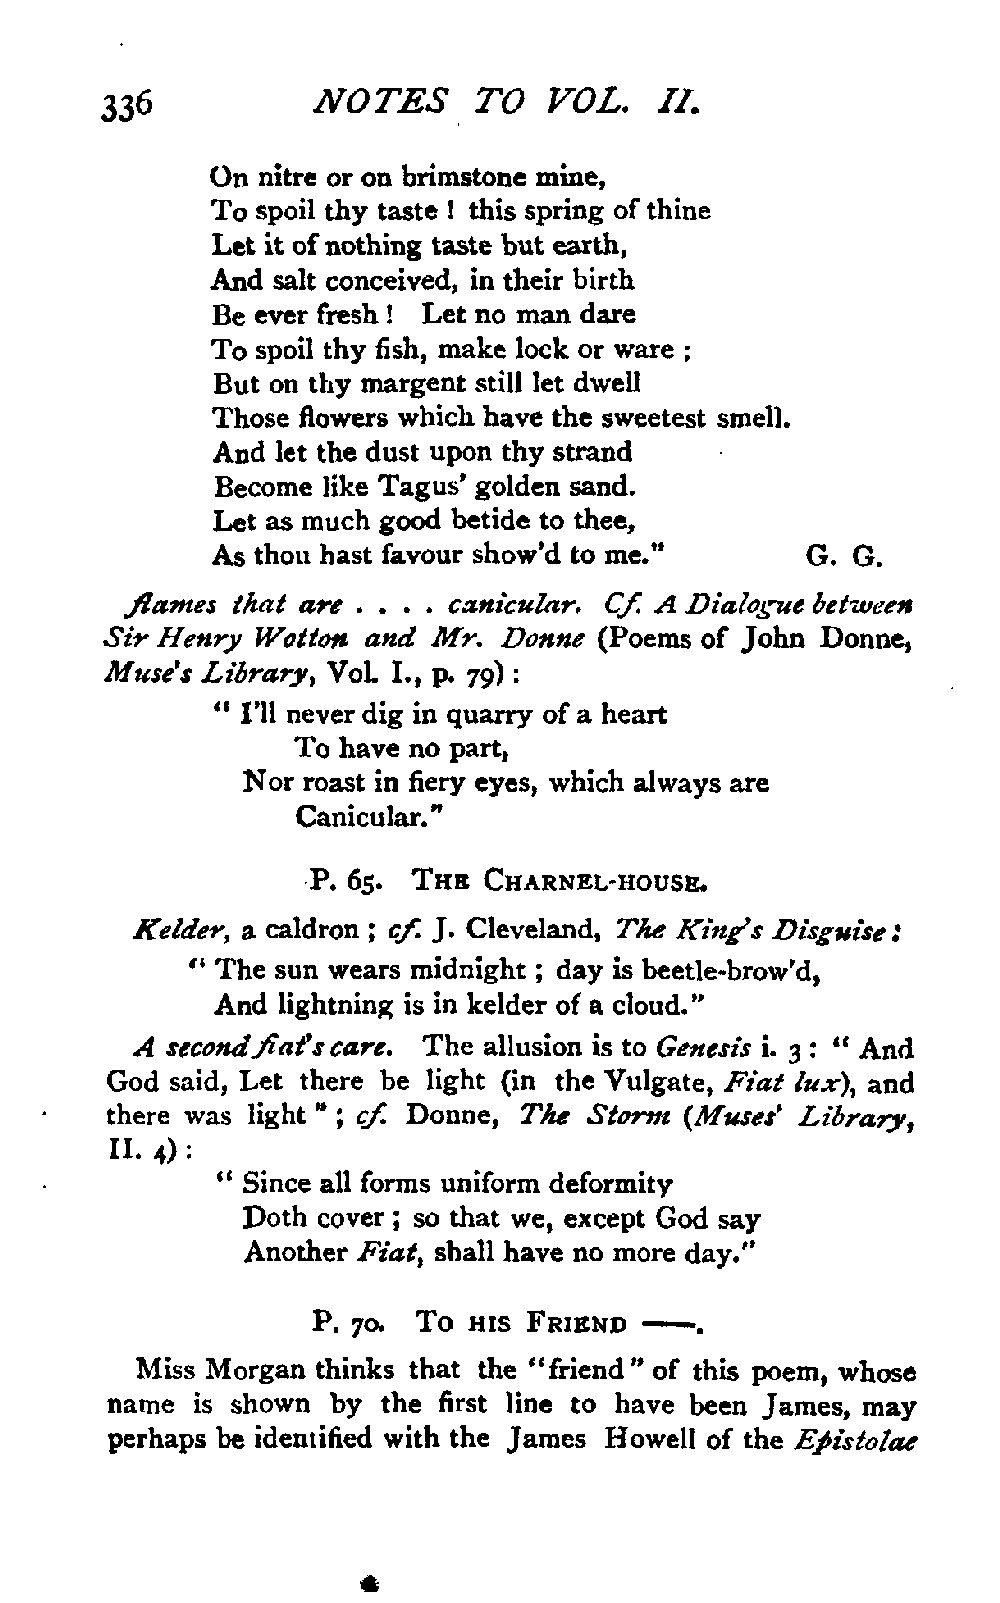 336 NOTES TO VOL. II.
On nitre or on brimstone mine,
To spoil thy taste ! this spring of thine
Let it of nothing taste but earth,
And salt conceived, in their birth
Be ever fresh ! Let no man dare
To spoil thy fish, make lock or ware ;
But on thy margent still let dwell
Those flowers which have the sweetest smell.
And let the dust upon thy strand
Become like Tagus' golden sand.
Let as much good betide to thee,
As thou hast favour show'd to me." G. G.
flames that are . . . . canicular. Cf. A Dialogue between
Sir Henry Wotton and Mr. Donne (Poems of John Donne,
Muse's Library, Vol. I., p. 79) :
" I'll never dig in quarry of a heart
To have no part,
Nor roast in fiery eyes, which always are
Canicular."
P. 65. THE CHARNEL-HOUSE.
Kelder, a caldron ; cf. J. Cleveland, The King's Disguise :
" The sun wears midnight ; day is beetle-brow'd,
And lightning is in kelder of a cloud."
A second fiat's care. The allusion is to Genesis i. 3 : " And
God said, Let there be light (in the Vulgate, Fiat lux), and
there was light " ; cf. Donne, The Storm (Muses' Library,
II. 4) :
" Since all forms uniform deformity
Doth cover ; so that we, except God say
Another Fiat, shall have no more day."
P. 70. TO HIS FRIEND ——.
Miss Morgan thinks that the "friend" of this poem, whose
name is shown by the first line to have been James, may
perhaps be identified with the James Howell of the Epistolae